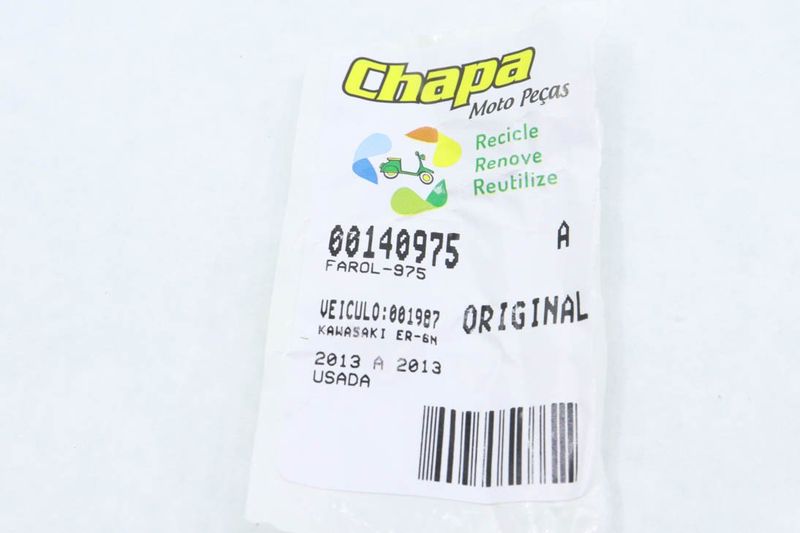 Chapa
Moto Peças
Recicle
Renove
Reutilize
00140975 A
FAROL-975
VEICULO:001987 ORIGINAL
KAWASAKI ER-6N
2013 A 2013
USADA